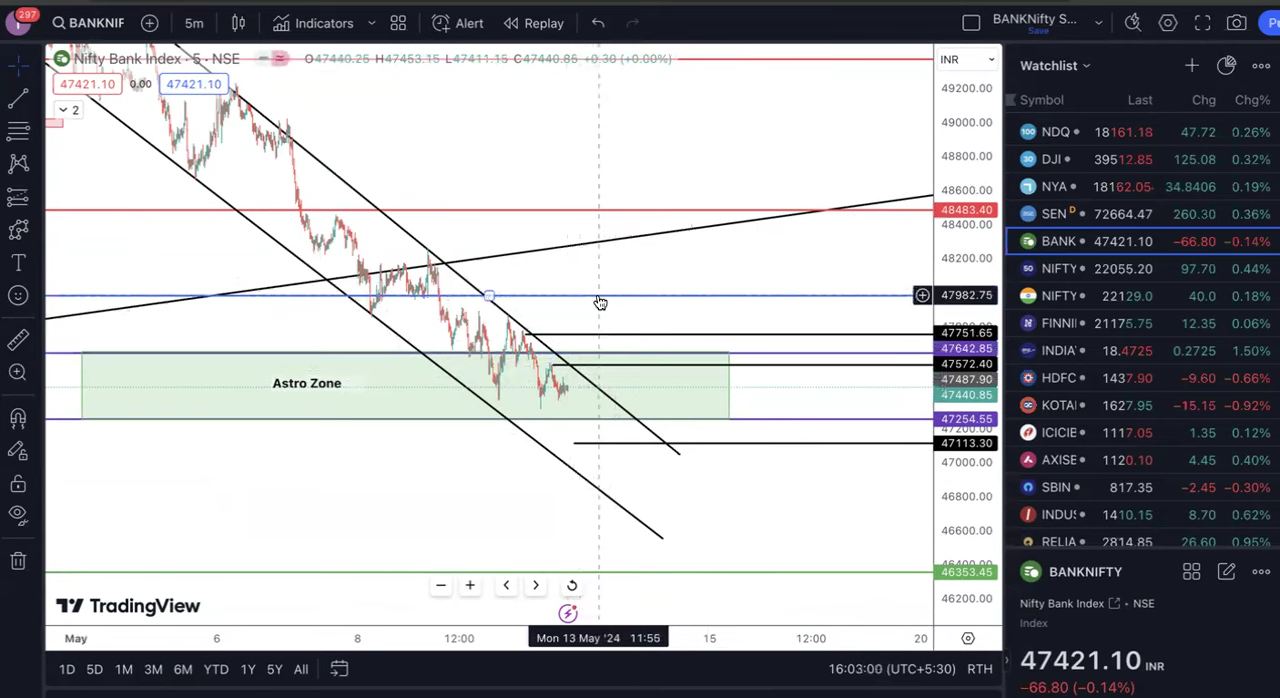 297
BANKNIF
5m
Indicators
Alert
Replay
BANKNifty S...
Save
Nifty Bank Index · 5 · NSE
O47440.25 H47453.15 L47411.15 C47440.85 +0.30 (+0.00%)
INR
47421.10 0.00 47421.10
2
49200.00
49000.00
48800.00
48600.00
48483.40
48400.00
48200.00
47982.75
47751.65
47642.85
47572.40
47487.90
47440.85
47254.55
47200.00
47113.30
47000.00
46800.00
46600.00
46400.00
46353.45
46200.00
Astro Zone
TradingView
May 6 8 12:00 Mon 13 May '24 11:55 15 12:00 20
1D 5D 1M 3M 6M YTD 1Y 5Y All
16:03:00 (UTC+5:30) RTH
Watchlist
Symbol Last Chg Chg%
NDQ 18161.18 47.72 0.26%
DJI 39512.85 125.08 0.32%
NYA 18162.05 34.8406 0.19%
SEN D 72664.47 260.30 0.36%
BANK 47421.10 −66.80 −0.14%
NIFTY 22055.20 97.70 0.44%
NIFTY 22129.0 40.0 0.18%
FINNI 21175.75 12.35 0.06%
INDIA 18.4725 0.2725 1.50%
HDFC 1437.90 −9.60 −0.66%
KOTA 1627.95 −15.15 −0.92%
ICICIE 1117.05 1.35 0.12%
AXISE 1120.10 4.45 0.40%
SBIN 817.35 −2.45 −0.30%
INDUS 1410.15 8.70 0.62%
RELIA 2814.85 26.60 0.95%
BANKNIFTY
Nifty Bank Index • NSE
Index
47421.10 INR
−66.80 (−0.14%)